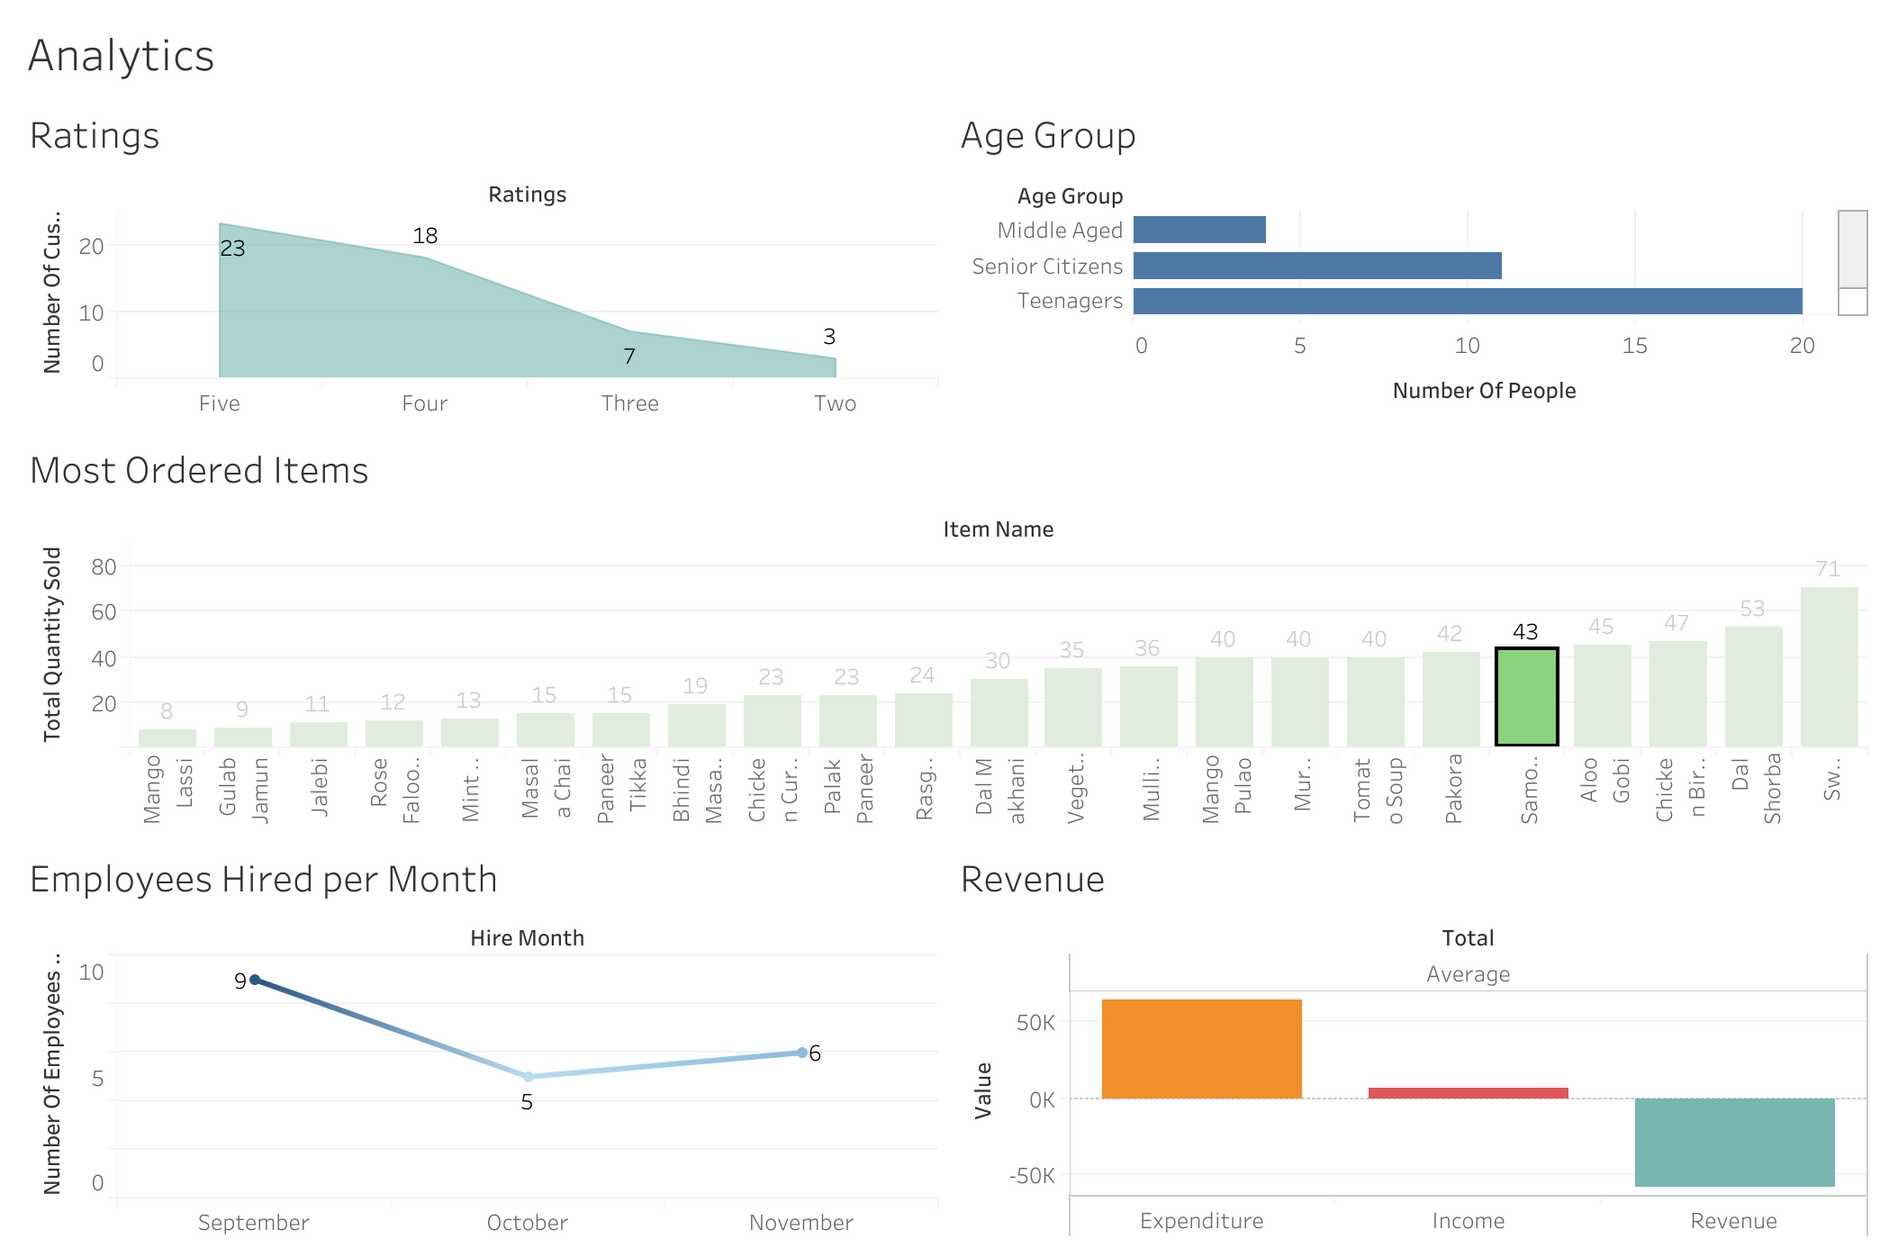 Analytics
Ratings
Ratings
Number Of Cus..
20
10
0
23
18
7
3
Five
Four
Three
Two
Age Group
Age Group
Middle Aged
Senior Citizens
Teenagers
0
5
10
15
20
Number Of People
Most Ordered Items
Item Name
Total Quantity Sold
80
60
40
20
8
9
11
12
13
15
15
19
23
23
24
30
35
36
40
40
40
42
43
45
47
53
71
Mango
Lassi
Gulab
Jamun
Jalebi
Rose
Faloo..
Mint ..
Masal
a Chai
Paneer
Tikka
Bhindi
Masa..
Chicke
n Cur..
Palak
Paneer
Rasg..
Dal M
akhani
Veget..
Mulli..
Mango
Pulao
Mur..
Tomat
o Soup
Pakora
Samo..
Aloo
Gobi
Chicke
n Bir..
Dal
Shorba
Sw..
Employees Hired per Month
Hire Month
Number Of Employees ..
10
5
0
9
5
6
September
October
November
Revenue
Total
Average
Value
50K
0K
-50K
Expenditure
Income
Revenue